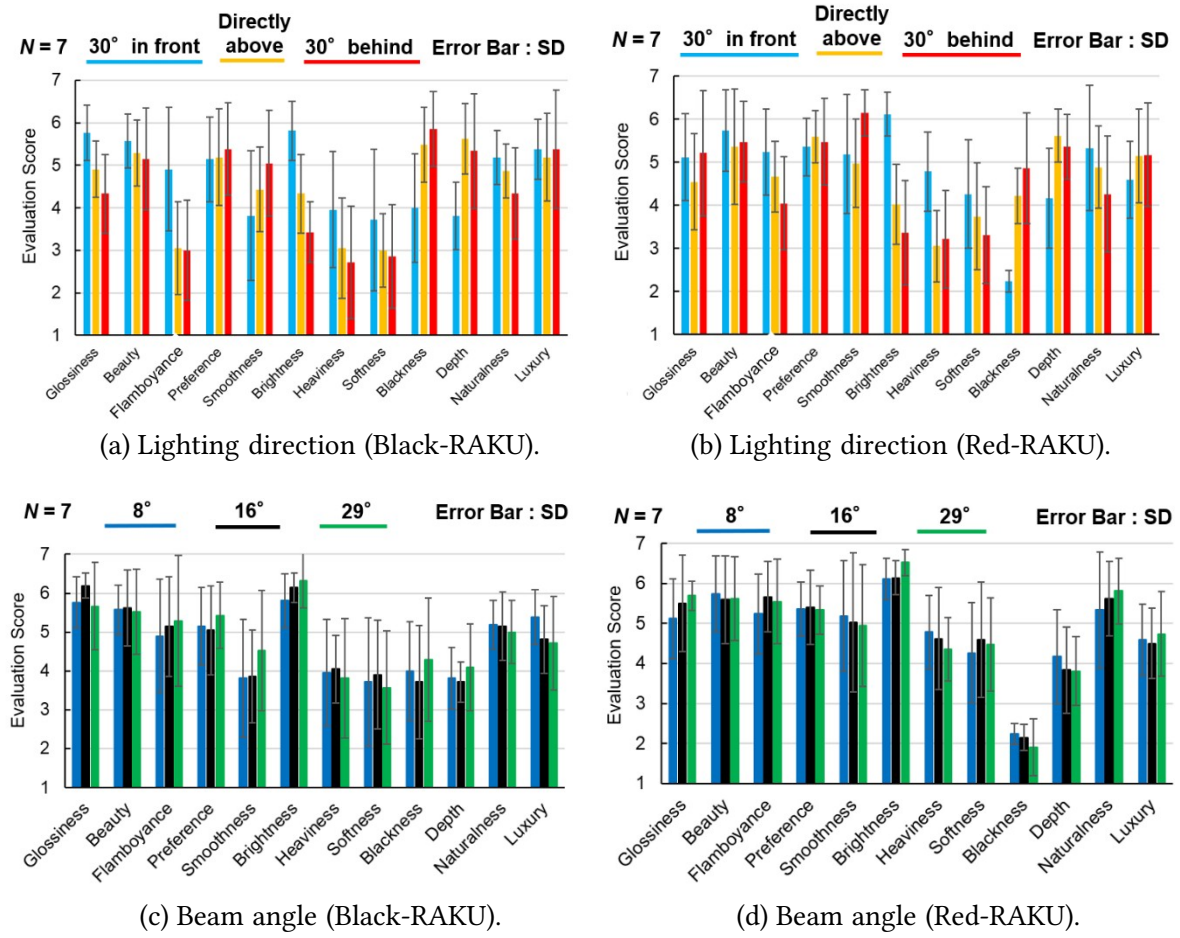 Directly
N = 7 30° in front above 30° behind Error Bar : SD
Evaluation Score
7
6
5
4
3
2
1
Glossiness
Beauty
Flamboyance
Preference
Smoothness
Brightness
Heaviness
Softness
Blackness
Depth
Naturalness
Luxury
(a) Lighting direction (Black-RAKU).
Directly
N = 7 30° in front above 30° behind Error Bar : SD
Evaluation Score
7
6
5
4
3
2
1
Glossiness
Beauty
Flamboyance
Preference
Smoothness
Brightness
Heaviness
Softness
Blackness
Depth
Naturalness
Luxury
(b) Lighting direction (Red-RAKU).
N = 7 8° 16° 29° Error Bar : SD
Evaluation Score
7
6
5
4
3
2
1
Glossiness
Beauty
Flamboyance
Preference
Smoothness
Brightness
Heaviness
Softness
Blackness
Depth
Naturalness
Luxury
(c) Beam angle (Black-RAKU).
N = 7 8° 16° 29° Error Bar : SD
Evaluation Score
7
6
5
4
3
2
1
Glossiness
Beauty
Flamboyance
Preference
Smoothness
Brightness
Heaviness
Softness
Blackness
Depth
Naturalness
Luxury
(d) Beam angle (Red-RAKU).